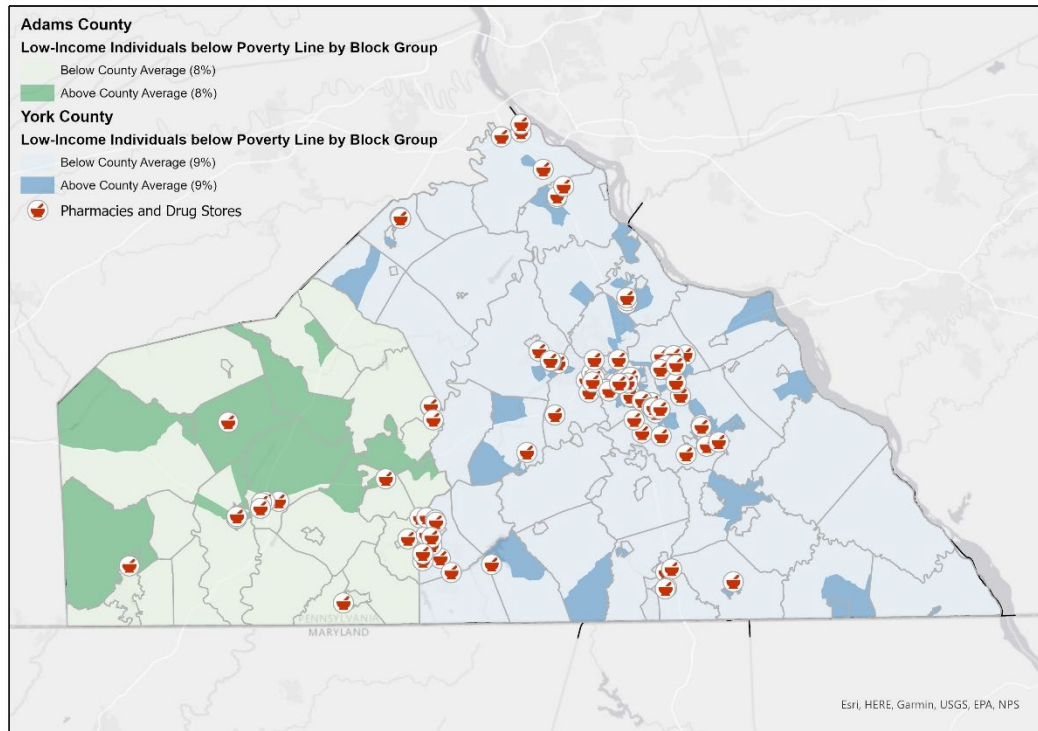 Adams County
Low-Income Individuals below Poverty Line by Block Group
Below County Average (8%)
Above County Average (8%)
York County
Low-Income Individuals below Poverty Line by Block Group
Below County Average (9%)
Above County Average (9%)
Pharmacies and Drug Stores
PENNSYLVANIA
MARYLAND
Esri, HERE, Garmin, USGS, EPA, NPS